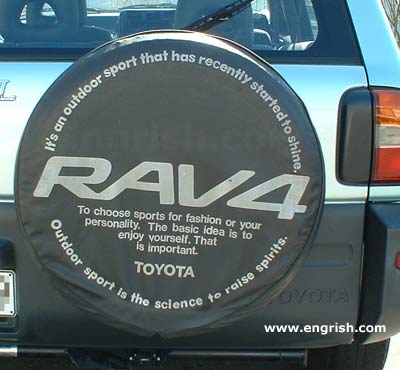 It's an outdoor sport that has recently started to shine.
RAV4
To choose sports for fashion or your
personality. The basic idea is to
enjoy yourself. That
is important.
TOYOTA
Outdoor sport is the science to raise spirits.
TOYOTA
www.engrish.com